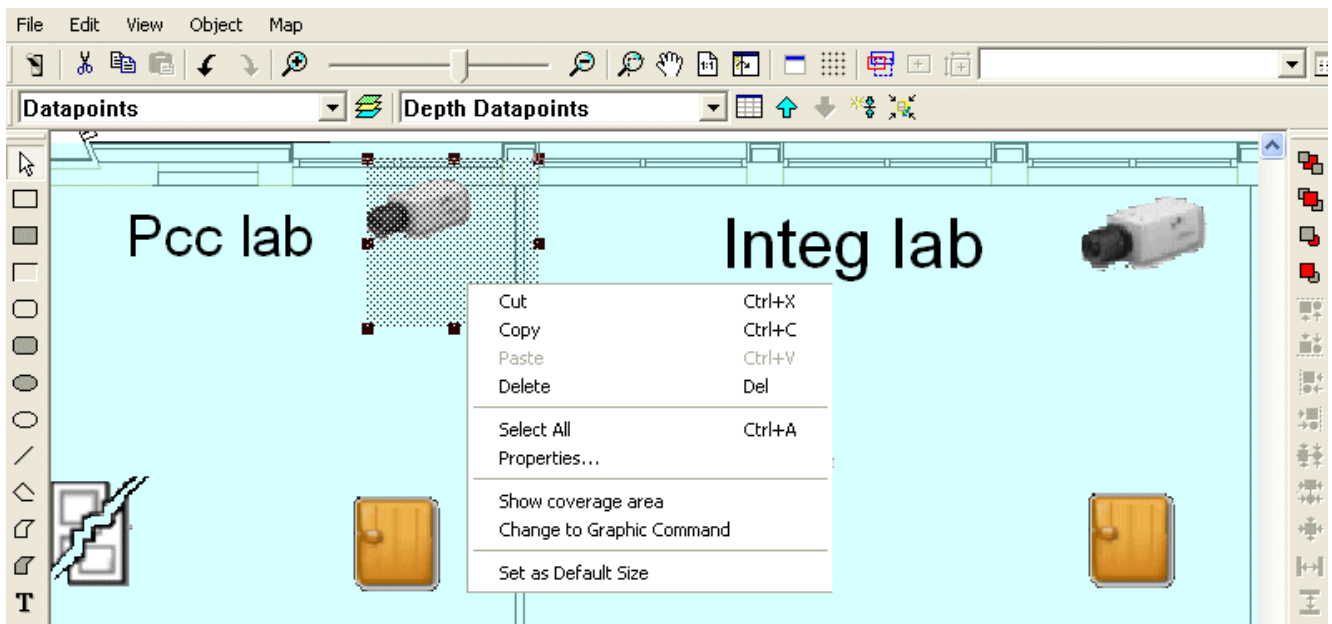 File Edit View Object Map
Datapoints Depth Datapoints
Pcc lab Integ lab
Cut Ctrl+X
Copy Ctrl+C
Paste Ctrl+V
Delete Del
Select All Ctrl+A
Properties...
Show coverage area
Change to Graphic Command
Set as Default Size
T